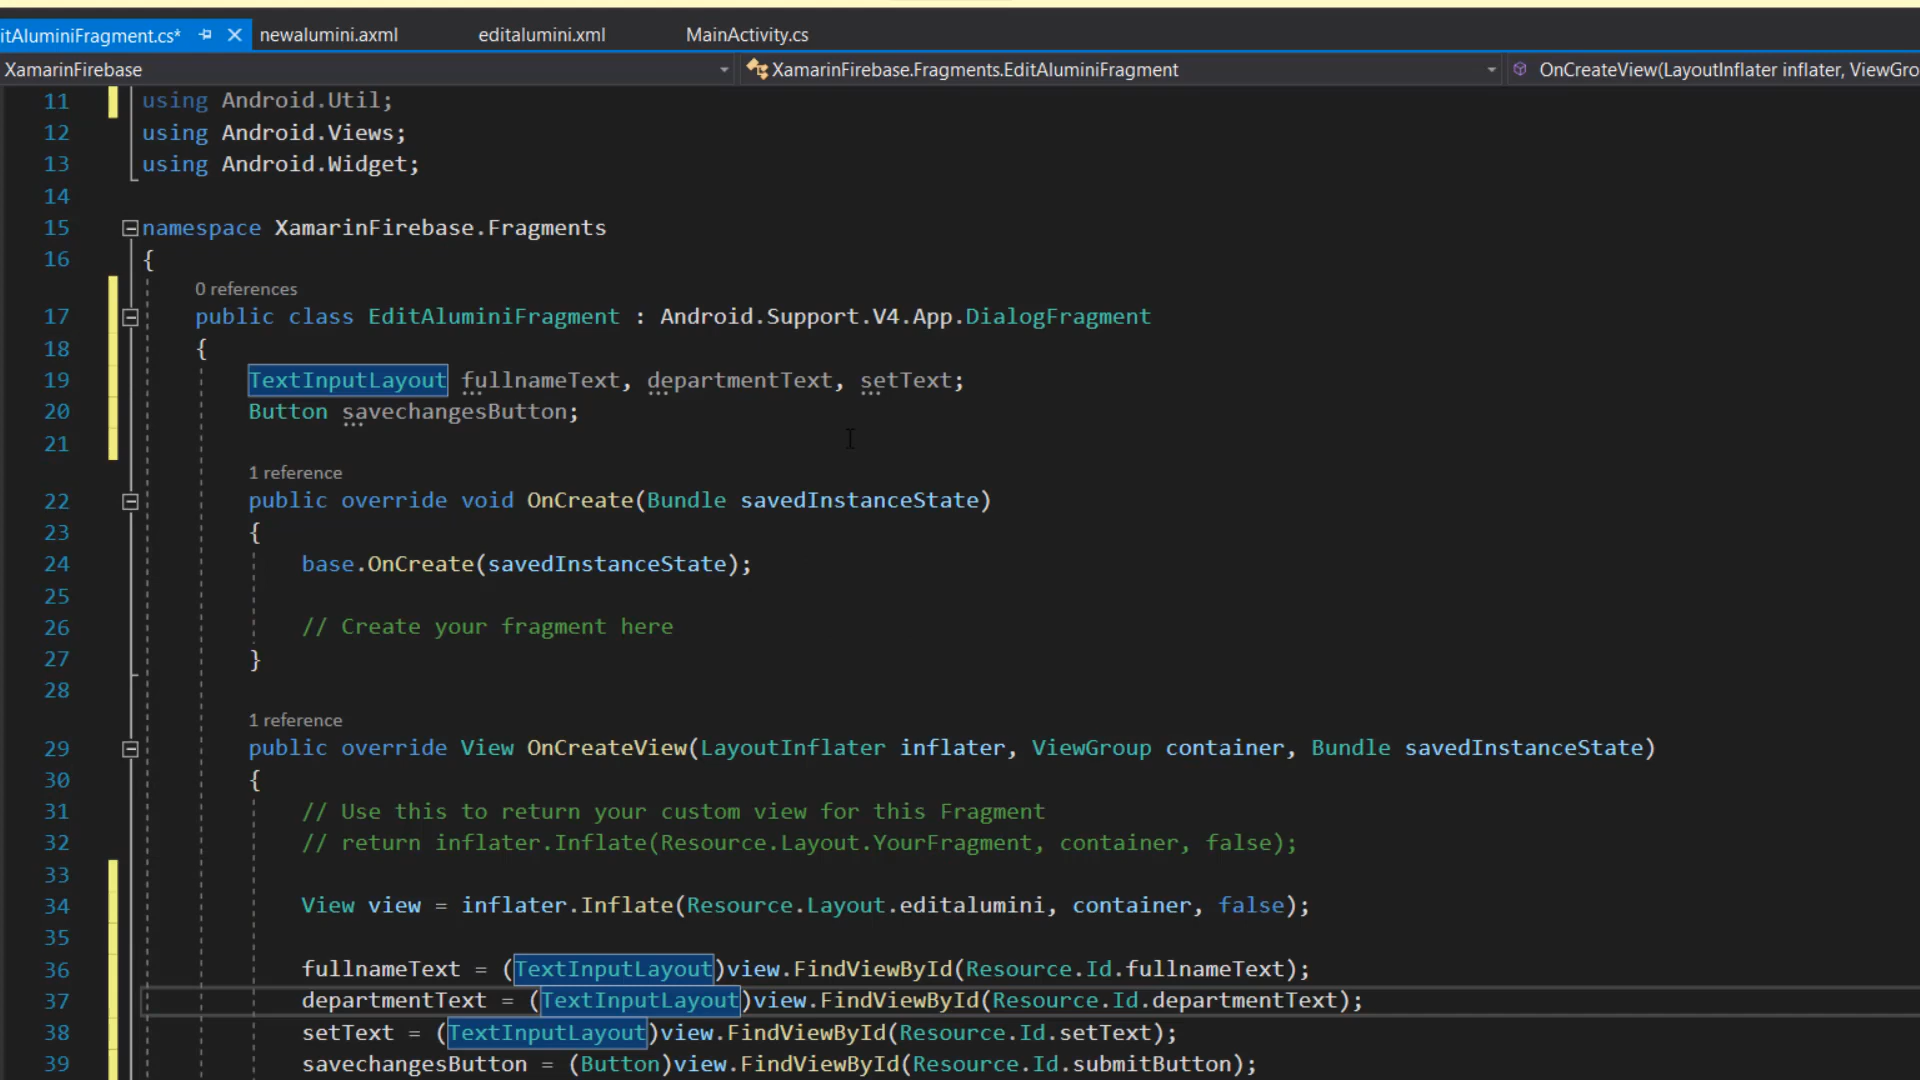 itAluminiFragment.cs* newalumini.axml editalumini.xml MainActivity.cs
XamarinFirebase XamarinFirebase.Fragments.EditAluminiFragment OnCreateView(LayoutInflater inflater, ViewGro
11 using Android.Util;
12 using Android.Views;
13 using Android.Widget;
14
15 namespace XamarinFirebase.Fragments
16 {
0 references
17 public class EditAluminiFragment : Android.Support.V4.App.DialogFragment
18 {
19 TextInputLayout fullnameText, departmentText, setText;
20 Button savechangesButton;
21
1 reference
22 public override void OnCreate(Bundle savedInstanceState)
23 {
24 base.OnCreate(savedInstanceState);
25
26 // Create your fragment here
27 }
28
1 reference
29 public override View OnCreateView(LayoutInflater inflater, ViewGroup container, Bundle savedInstanceState)
30 {
31 // Use this to return your custom view for this Fragment
32 // return inflater.Inflate(Resource.Layout.YourFragment, container, false);
33
34 View view = inflater.Inflate(Resource.Layout.editalumini, container, false);
35
36 fullnameText = (TextInputLayout)view.FindViewById(Resource.Id.fullnameText);
37 departmentText = (TextInputLayout)view.FindViewById(Resource.Id.departmentText);
38 setText = (TextInputLayout)view.FindViewById(Resource.Id.setText);
39 savechangesButton = (Button)view.FindViewById(Resource.Id.submitButton);